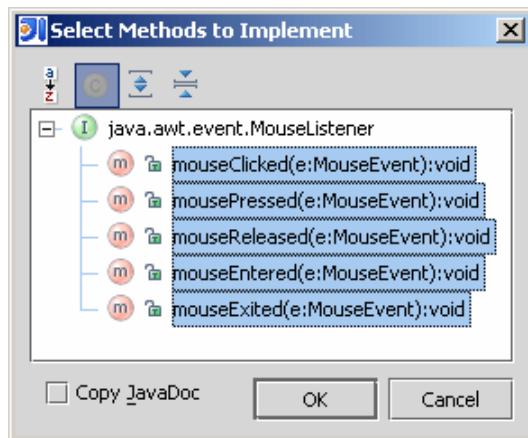 Select Methods to Implement
a
z
C
I java.awt.event.MouseListener
m mouseClicked(e:MouseEvent):void
m mousePressed(e:MouseEvent):void
m mouseReleased(e:MouseEvent):void
m mouseEntered(e:MouseEvent):void
m mouseExited(e:MouseEvent):void
Copy JavaDoc OK Cancel